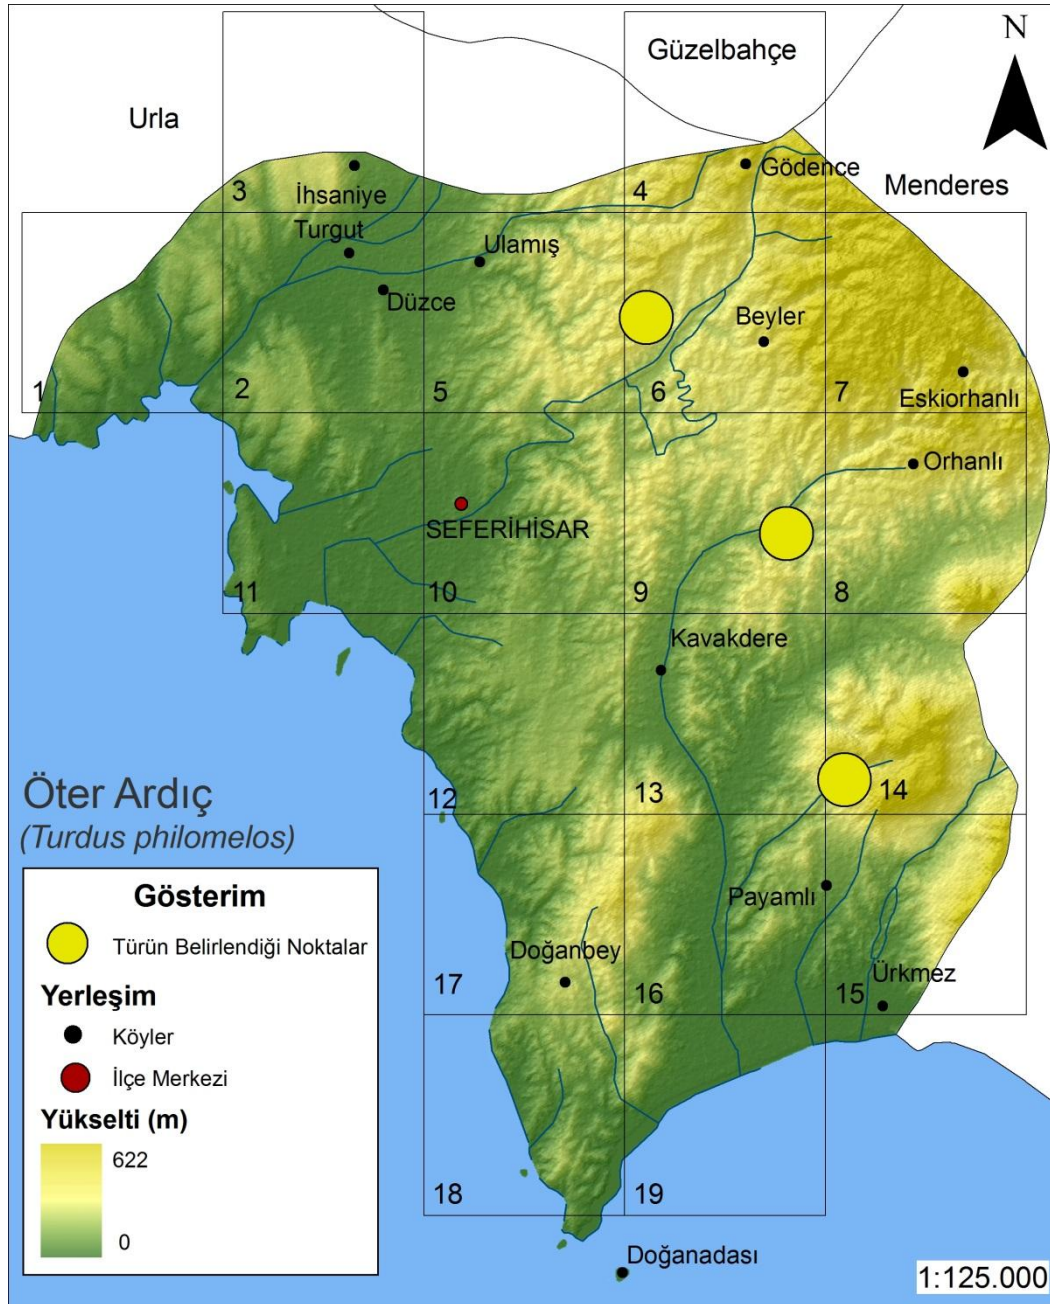 N
Güzelbahçe
Urla
Gödence
Menderes
3
4
İhsaniye
Turgut
Ulamış
Düzce
Beyler
Eskiorhanlı
1
2
5
6
7
Orhanlı
SEFERİHİSAR
11
10
9
8
Kavakdere
12
13
14
Öter Ardıç
(Turdus philomelos)
Payamlı
Gösterim
Türün Belirlendiği Noktalar
Doğanbey
Ürkmez
17
16
15
Yerleşim
Köyler
İlçe Merkezi
Yükselti (m)
622
0
18
19
Doğanadası
1:125.000